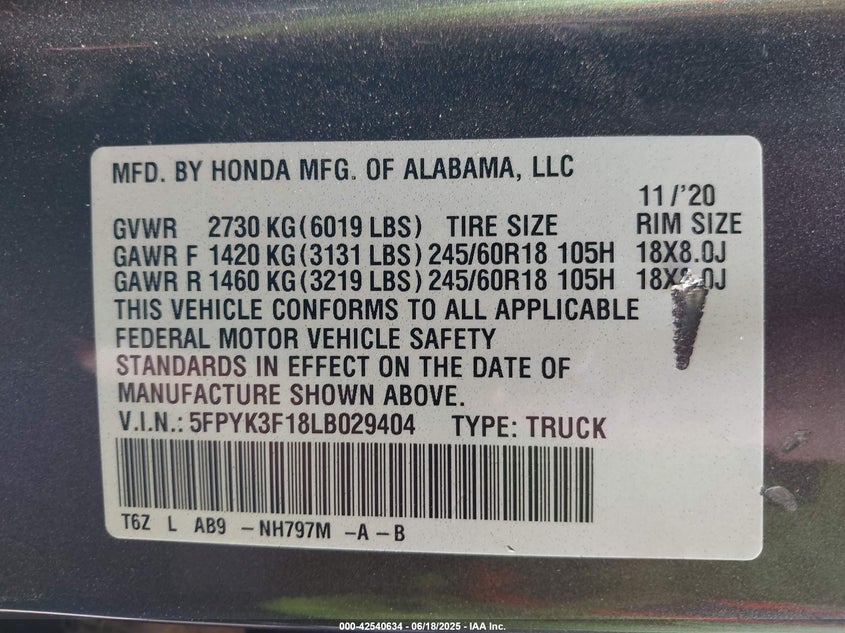 MFD. BY HONDA MFG. OF ALABAMA, LLC
11/'20
GVWR 2730 KG(6019 LBS) TIRE SIZE RIM SIZE
GAWR F 1420 KG(3131 LBS) 245/60R18 105H 18X8.0J
GAWR R 1460 KG(3219 LBS) 245/60R18 105H 18X8.0J
THIS VEHICLE CONFORMS TO ALL APPLICABLE
FEDERAL MOTOR VEHICLE SAFETY
STANDARDS IN EFFECT ON THE DATE OF
MANUFACTURE SHOWN ABOVE.
V.I.N.: 5FPYK3F18LB029404 TYPE: TRUCK
T6Z L AB9 -NH797M -A-B
000-42540634 - 06/18/2025 - IAA Inc.